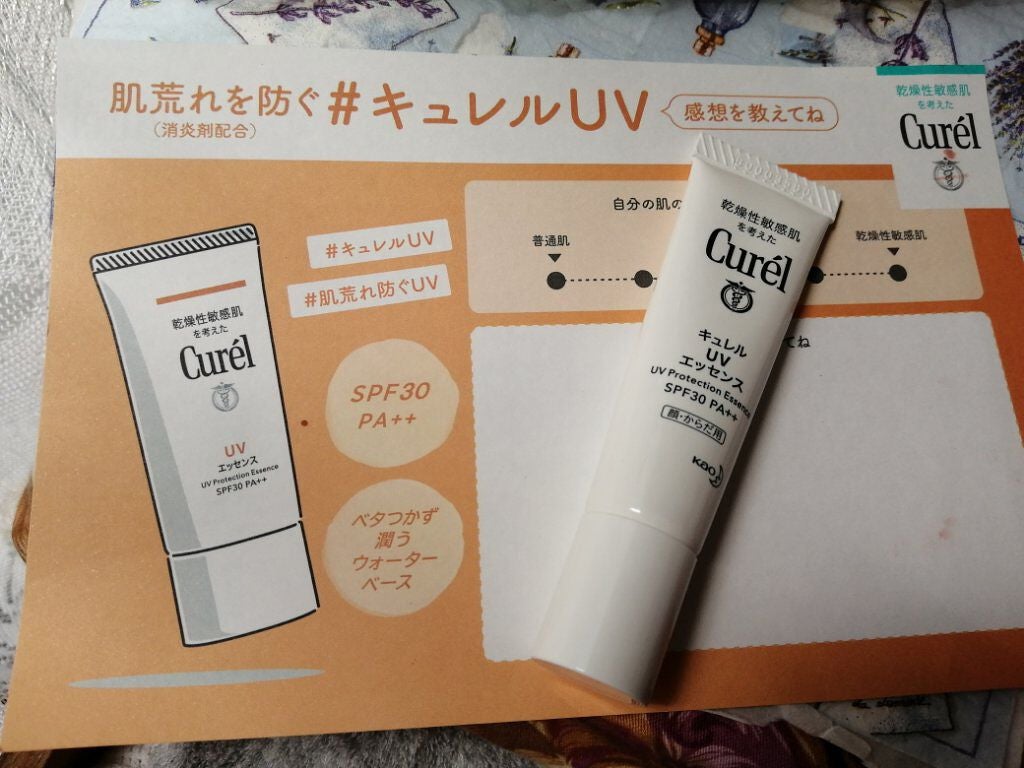 肌荒れを防ぐ#キュレルUV
(消炎剤配合)
感想を教えてね
乾燥性敏感肌
を考えた
Curél
#キュレルUV
#肌荒れ防ぐUV
自分の肌の
普通肌
乾燥性敏感肌
てね
乾燥性敏感肌
を考えた
Curél
UV
エッセンス
UV Protection Essence
SPF30 PA++
SPF30
PA++
ベタつかず
潤う
ウォーター
ベース
乾燥性敏感肌
を考えた
Curél
キュレル
UV
エッセンス
UV Protection Essence
SPF30 PA++
顔・からだ用
Kao